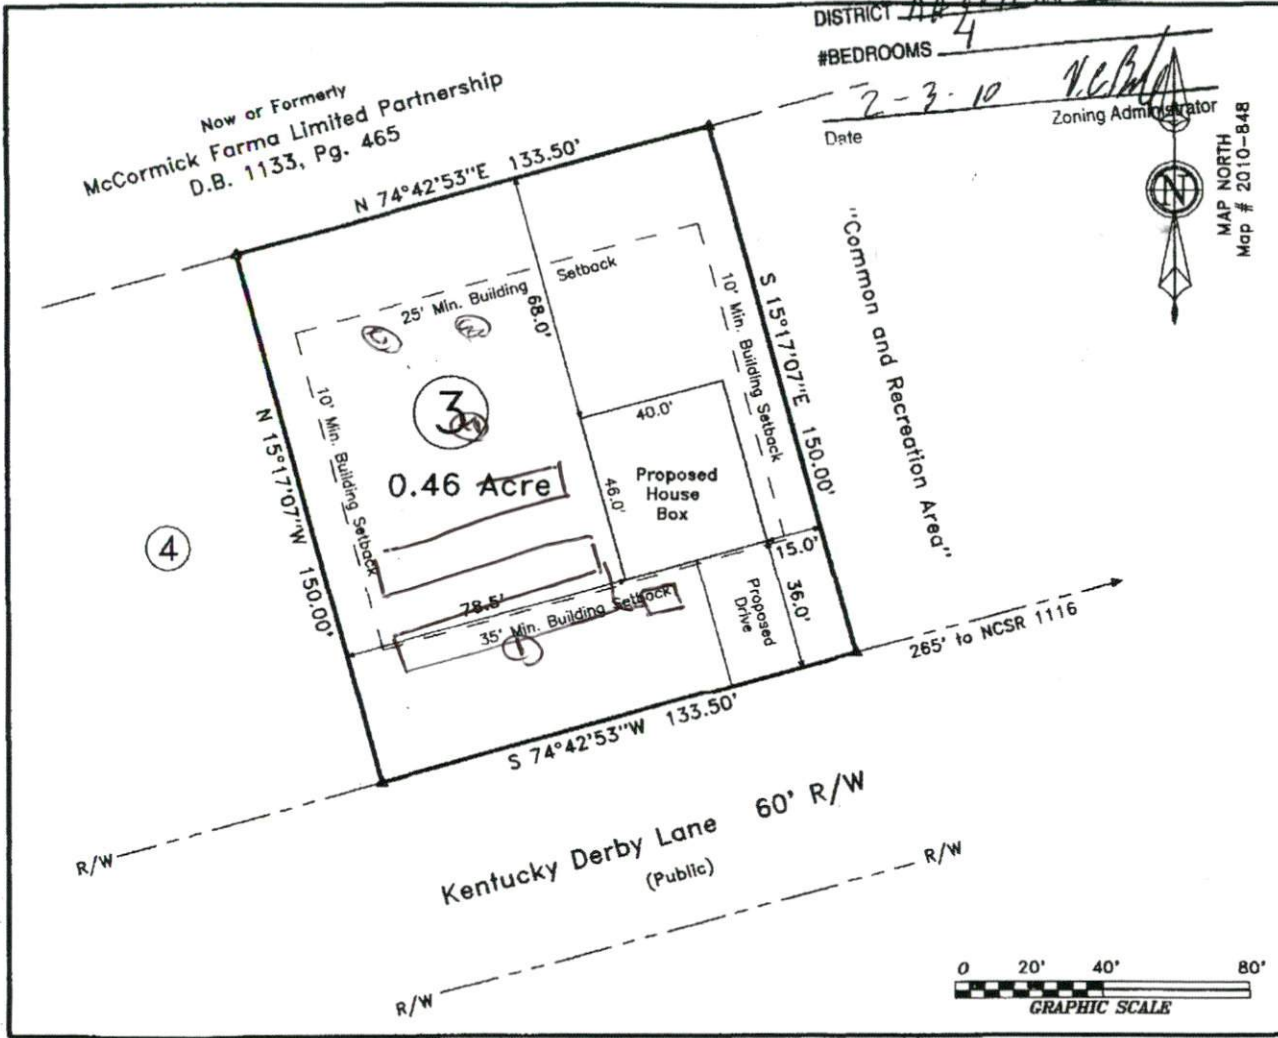 DISTRICT
#BEDROOMS 4
2-3-10
Date
Zoning Administrator
MAP NORTH
Map # 2010-848
N
Now or Formerly
McCormick Farma Limited Partnership
D.B. 1133, Pg. 465
N 74°42'53"E 133.50'
"Common and Recreation Area"
S 15°17'07"E 150.00'
N 15°17'07"W 150.00'
25' Min. Building Setback
10' Min. Building Setback
10' Min. Building Setback
68.0'
3
0.46 Acre
40.0'
46.0'
Proposed
House
Box
4
15.0'
78.5'
35' Min. Building Setback
Proposed
Drive
36.0'
265' to NCSR 1116
S 74°42'53"W 133.50'
Kentucky Derby Lane 60' R/W
(Public)
R/W
R/W
R/W
0 20' 40' 80'
GRAPHIC SCALE